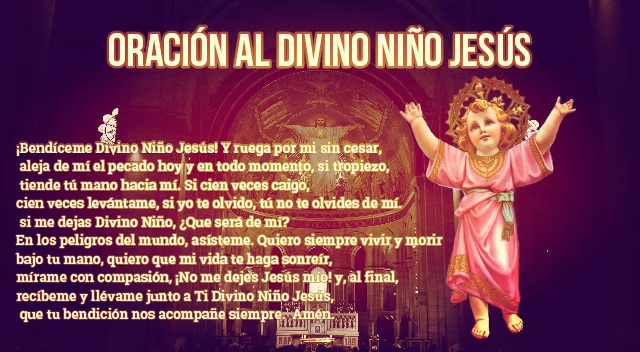 ORACIÓN AL DIVINO NIÑO JESÚS
¡Bendíceme Divino Niño Jesús! Y ruega por mi sin cesar,
aleja de mí el pecado hoy y en todo momento, si tropiezo,
tiende tú mano hacia mí. Si cien veces caigo,
cien veces levántame, si yo te olvido, tú no te olvides de mí.
si me dejas Divino Niño, ¿Que será de mí?
En los peligros del mundo, asísteme. Quiero siempre vivir y morir
bajo tu mano, quiero que mi vida te haga sonreír,
mírame con compasión, ¡No me dejes Jesús mío! y, al final,
recíbeme y llévame junto a Ti Divino Niño Jesús,
que tu bendición nos acompañe siempre. Amén.